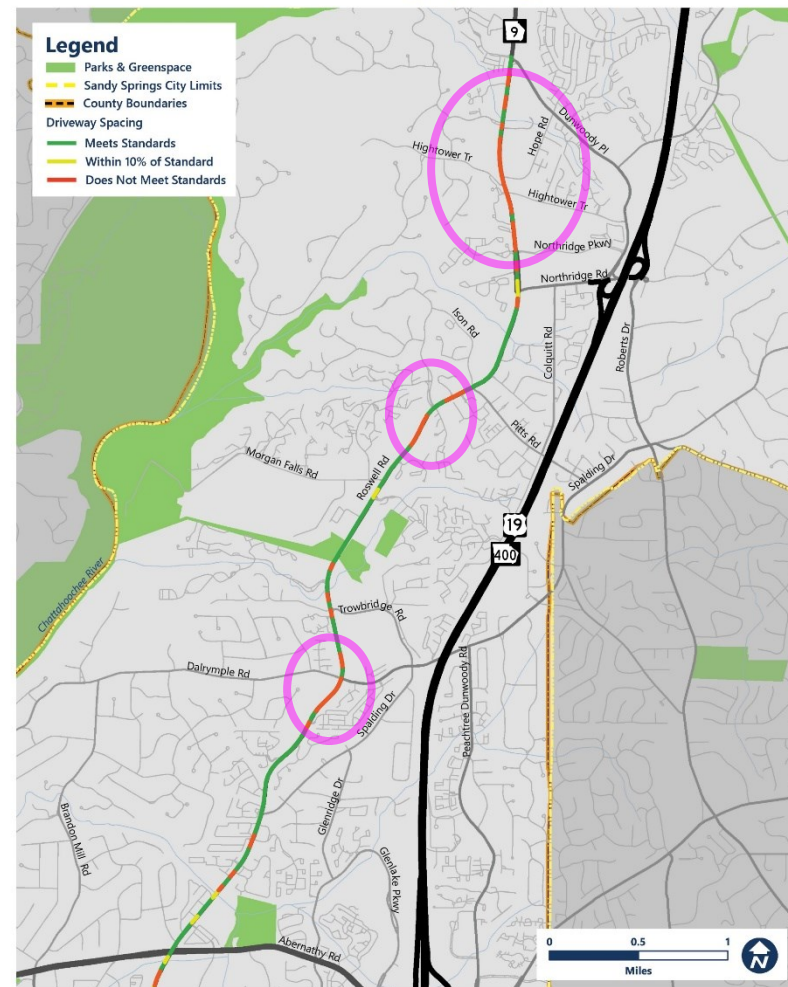 Legend
Parks & Greenspace
Sandy Springs City Limits
County Boundaries
Driveway Spacing
Meets Standards
Within 10% of Standard
Does Not Meet Standards
9
Dunwoody Pl
Hope Rd
Hightower Tr
Hightower Tr
Northridge Pkwy
Northridge Rd
Ison Rd
Colquitt Rd
Roberts Dr
Pitts Rd
Morgan Falls Rd
Roswell Rd
Spalding Dr
19
400
Chattahoochee River
Trowbridge Rd
Dalrymple Rd
Spalding Dr
Peachtree Dunwoody Rd
Glenridge Dr
Brandon Mill Rd
Glenlake Pkwy
Abernathy Rd
0 0.5 1
Miles
N